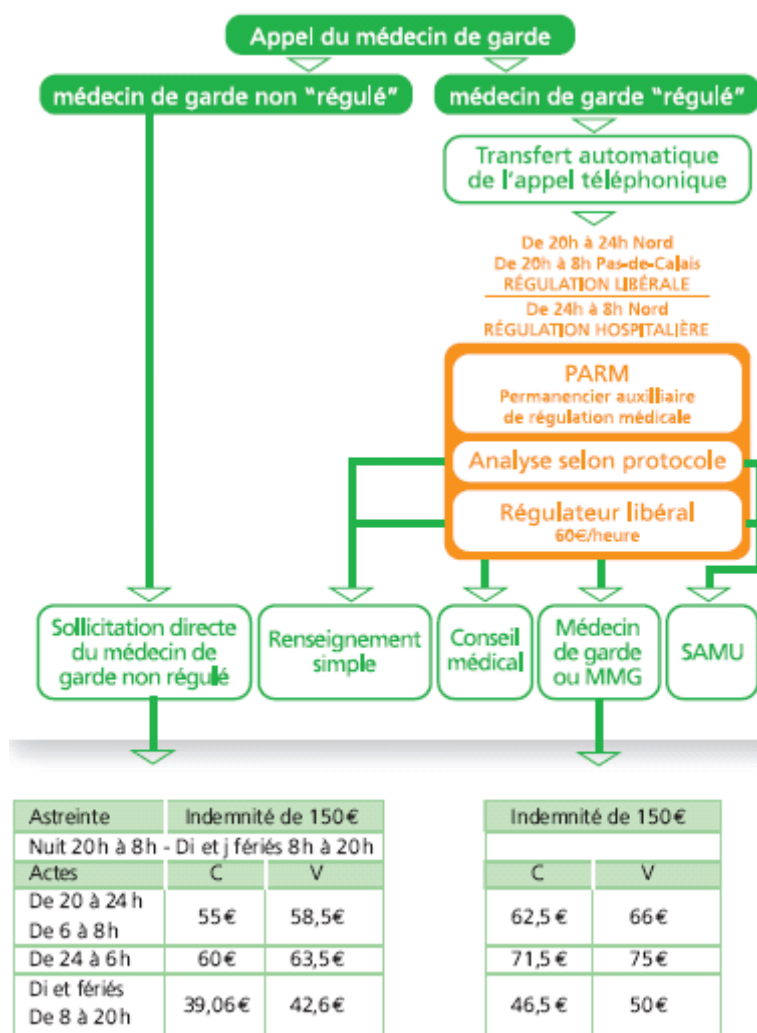 Appel du médecin de garde
médecin de garde non "régulé"
médecin de garde "régulé"
Transfert automatique
de l'appel téléphonique
De 20h à 24h Nord
De 20h à 8h Pas-de-Calais
RÉGULATION LIBÉRALE
De 24h à 8h Nord
RÉGULATION HOSPITALIÈRE
PARM
Permanencier auxilliaire
de régulation médicale
Analyse selon protocole
Régulateur libéral
60€/heure
Sollicitation directe
du médecin de
garde non régulé
Renseignement
simple
Conseil
médical
Médecin
de garde
ou MMG
SAMU
Astreinte Indemnité de 150€
Nuit 20h à 8h - Di et j fériés 8h à 20h
Actes C V
De 20 à 24h
De 6 à 8h
55€ 58,5€
De 24 à 6h 60€ 63,5€
Di et fériés
De 8 à 20h
39,06€ 42,6€
Indemnité de 150€
C V
62,5€ 66€
71,5€ 75€
46,5€ 50€